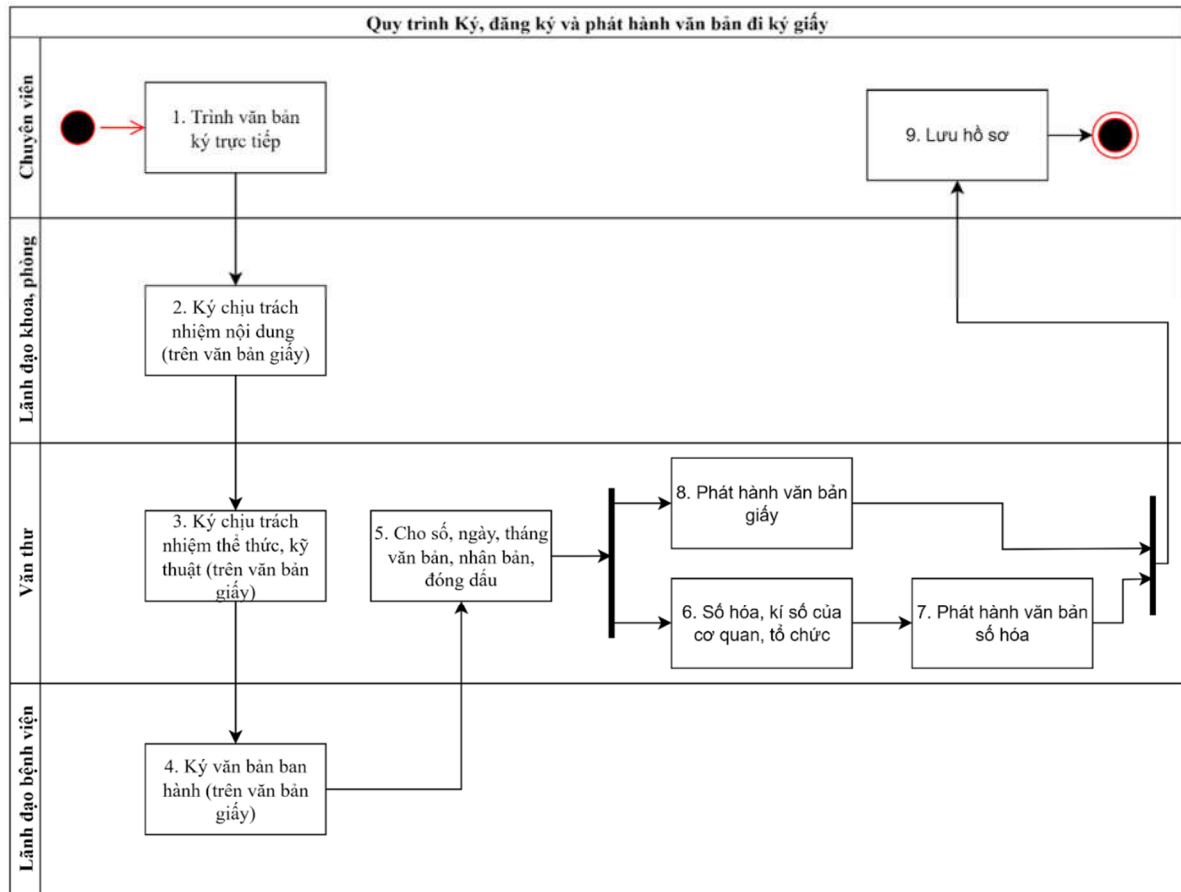 Quy trình Ký, đăng ký và phát hành văn bản đi ký giấy
Chuyên viên
1. Trình văn bản
ký trực tiếp
9. Lưu hồ sơ
Lãnh đạo khoa, phòng
2. Ký chịu trách
nhiệm nội dung
(trên văn bản giấy)
Văn thư
3. Ký chịu trách
nhiệm thể thức, kỹ
thuật (trên văn bản
giấy)
5. Cho số, ngày, tháng
văn bản, nhân bản,
đóng dấu
8. Phát hành văn bản
giấy
6. Số hóa, kí số của
cơ quan, tổ chức
7. Phát hành văn bản
số hóa
Lãnh đạo bệnh viện
4. Ký văn bản ban
hành (trên văn bản
giấy)